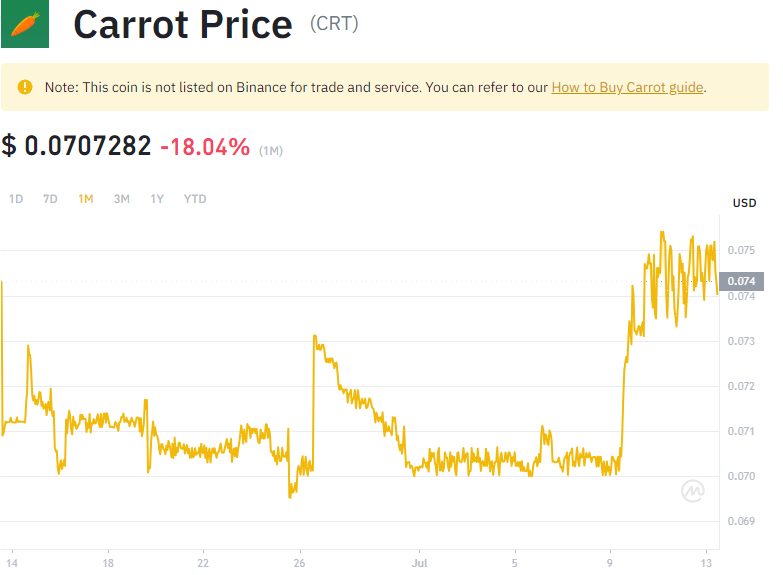 Carrot Price (CRT)
Note: This coin is not listed on Binance for trade and service. You can refer to our How to Buy Carrot guide.
$ 0.0707282 -18.04% (1M)
1D 7D 1M 3M 1Y YTD
USD
0.075
0.074
0.074
0.073
0.072
0.071
0.070
0.069
14 18 22 26 Jul 5 9 13